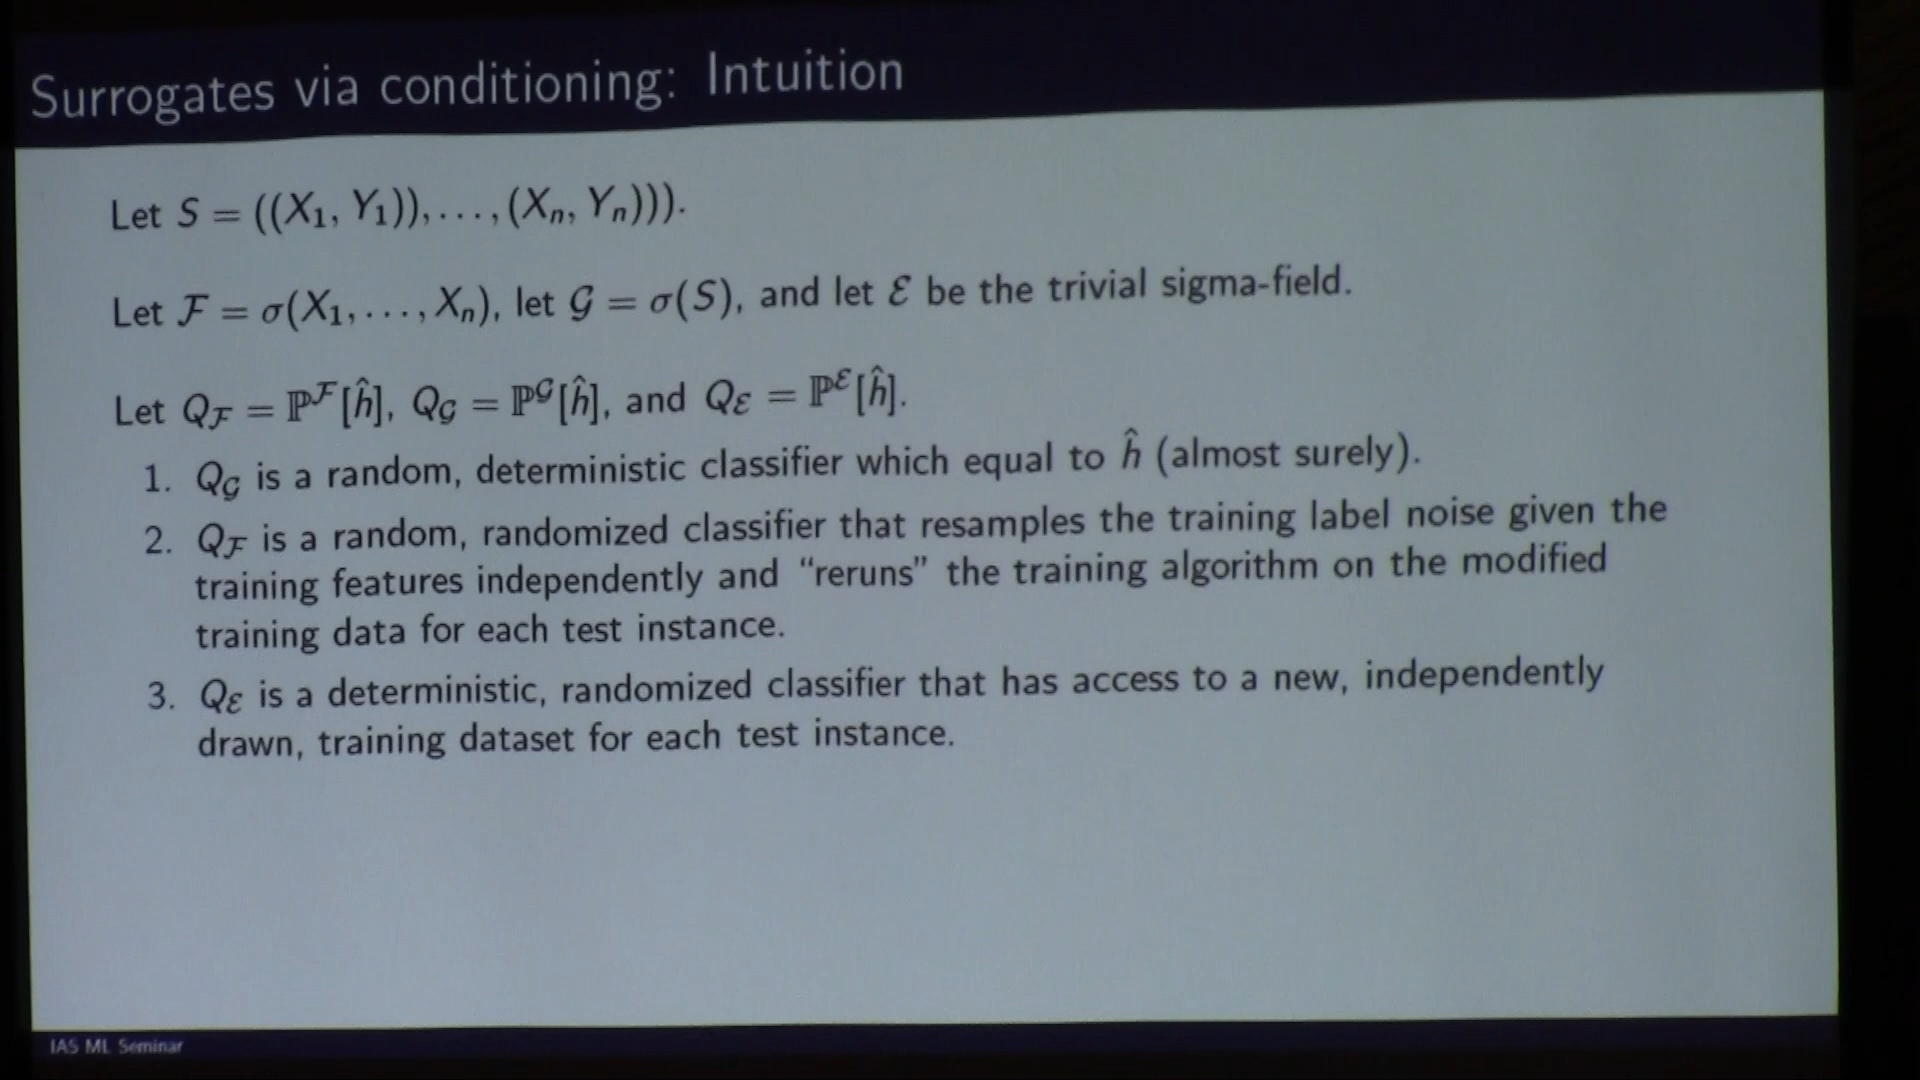 Surrogates via conditioning: Intuition
Let S = ((X₁, Y₁)), . . . , (Xₙ, Yₙ))).
Let ℱ = σ(X₁, . . . , Xₙ), let 𝒢 = σ(S), and let ℰ be the trivial sigma-field.
Let Q_ℱ = ℙ^ℱ[ĥ], Q_𝒢 = ℙ^𝒢[ĥ], and Q_ℰ = ℙ^ℰ[ĥ].
1. Q_𝒢 is a random, deterministic classifier which equal to ĥ (almost surely).
2. Q_ℱ is a random, randomized classifier that resamples the training label noise given the
training features independently and “reruns” the training algorithm on the modified
training data for each test instance.
3. Q_ℰ is a deterministic, randomized classifier that has access to a new, independently
drawn, training dataset for each test instance.
IAS ML Seminar